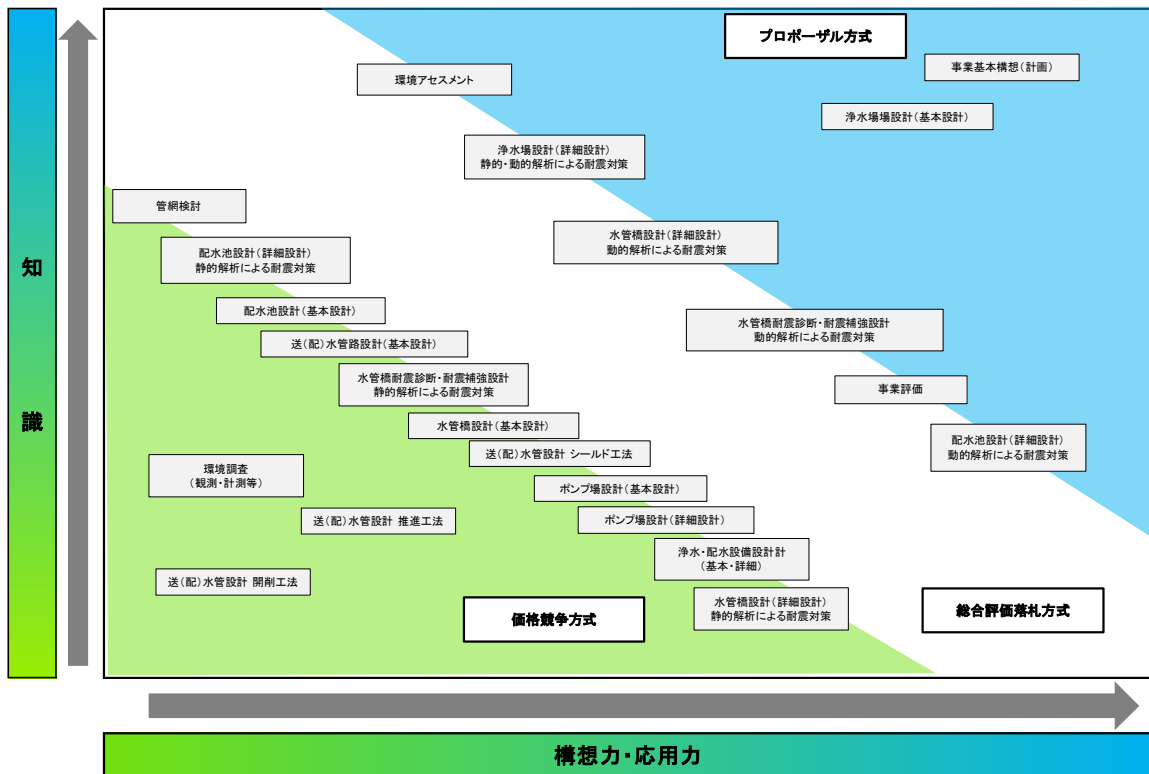 プロポーザル方式
事業基本構想(計画)
環境アセスメント
浄水場場設計(基本設計)
浄水場設計(詳細設計)
静的・動的解析による耐震対策
管網検討
水管橋設計(詳細設計)
動的解析による耐震対策
配水池設計(詳細設計)
静的解析による耐震対策
配水池設計(基本設計)
水管橋耐震診断・耐震補強設計
動的解析による耐震対策
送(配)水管路設計(基本設計)
水管橋耐震診断・耐震補強設計
静的解析による耐震対策
事業評価
水管橋設計(基本設計)
配水池設計(詳細設計)
動的解析による耐震対策
送(配)水管設計 シールド工法
環境調査
(観測・計測等)
ポンプ場設計(基本設計)
送(配)水管設計 推進工法
ポンプ場設計(詳細設計)
浄水・配水設備設計計
(基本・詳細)
送(配)水管設計 開削工法
水管橋設計(詳細設計)
静的解析による耐震対策
価格競争方式
総合評価落札方式
知
識
構想力・応用力